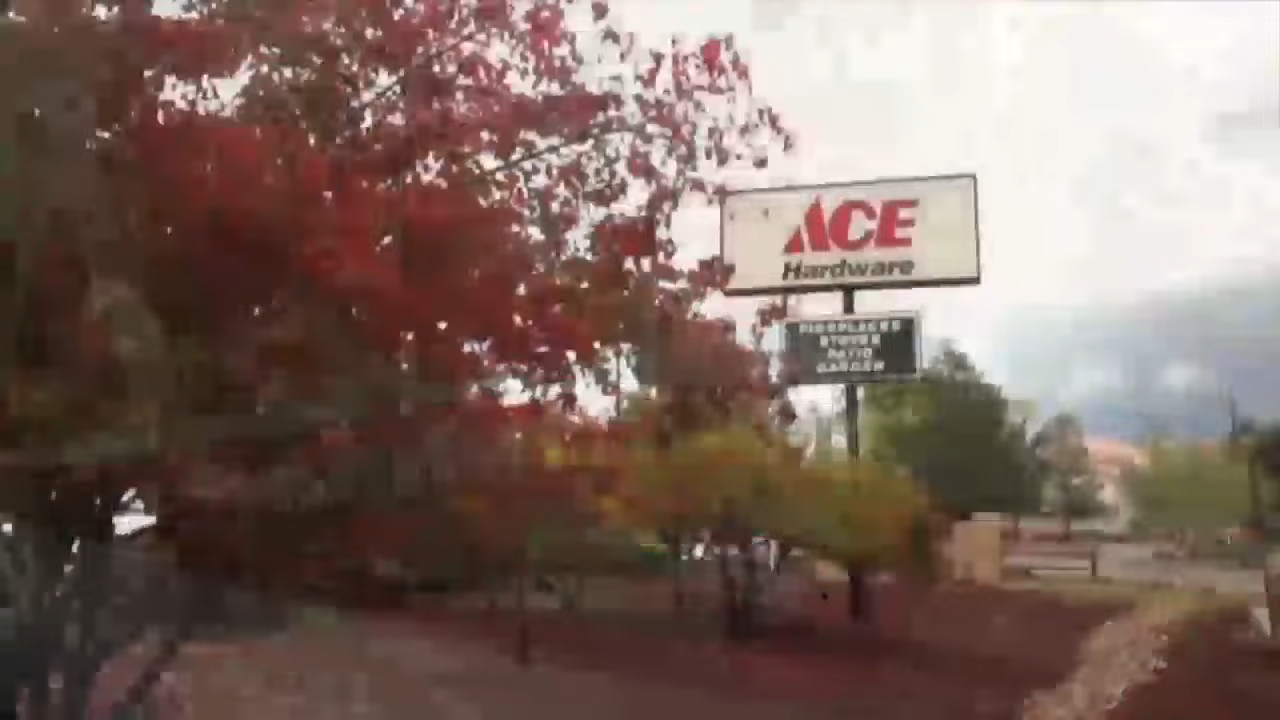 ACE
Hardware
FIREPLACES
STOVES
PATIO
GARDEN